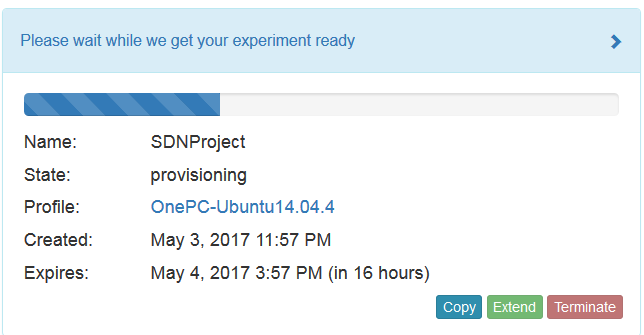 Please wait while we get your experiment ready
Name: SDNProject
State: provisioning
Profile: OnePC-Ubuntu14.04.4
Created: May 3, 2017 11:57 PM
Expires: May 4, 2017 3:57 PM (in 16 hours)
Copy Extend Terminate